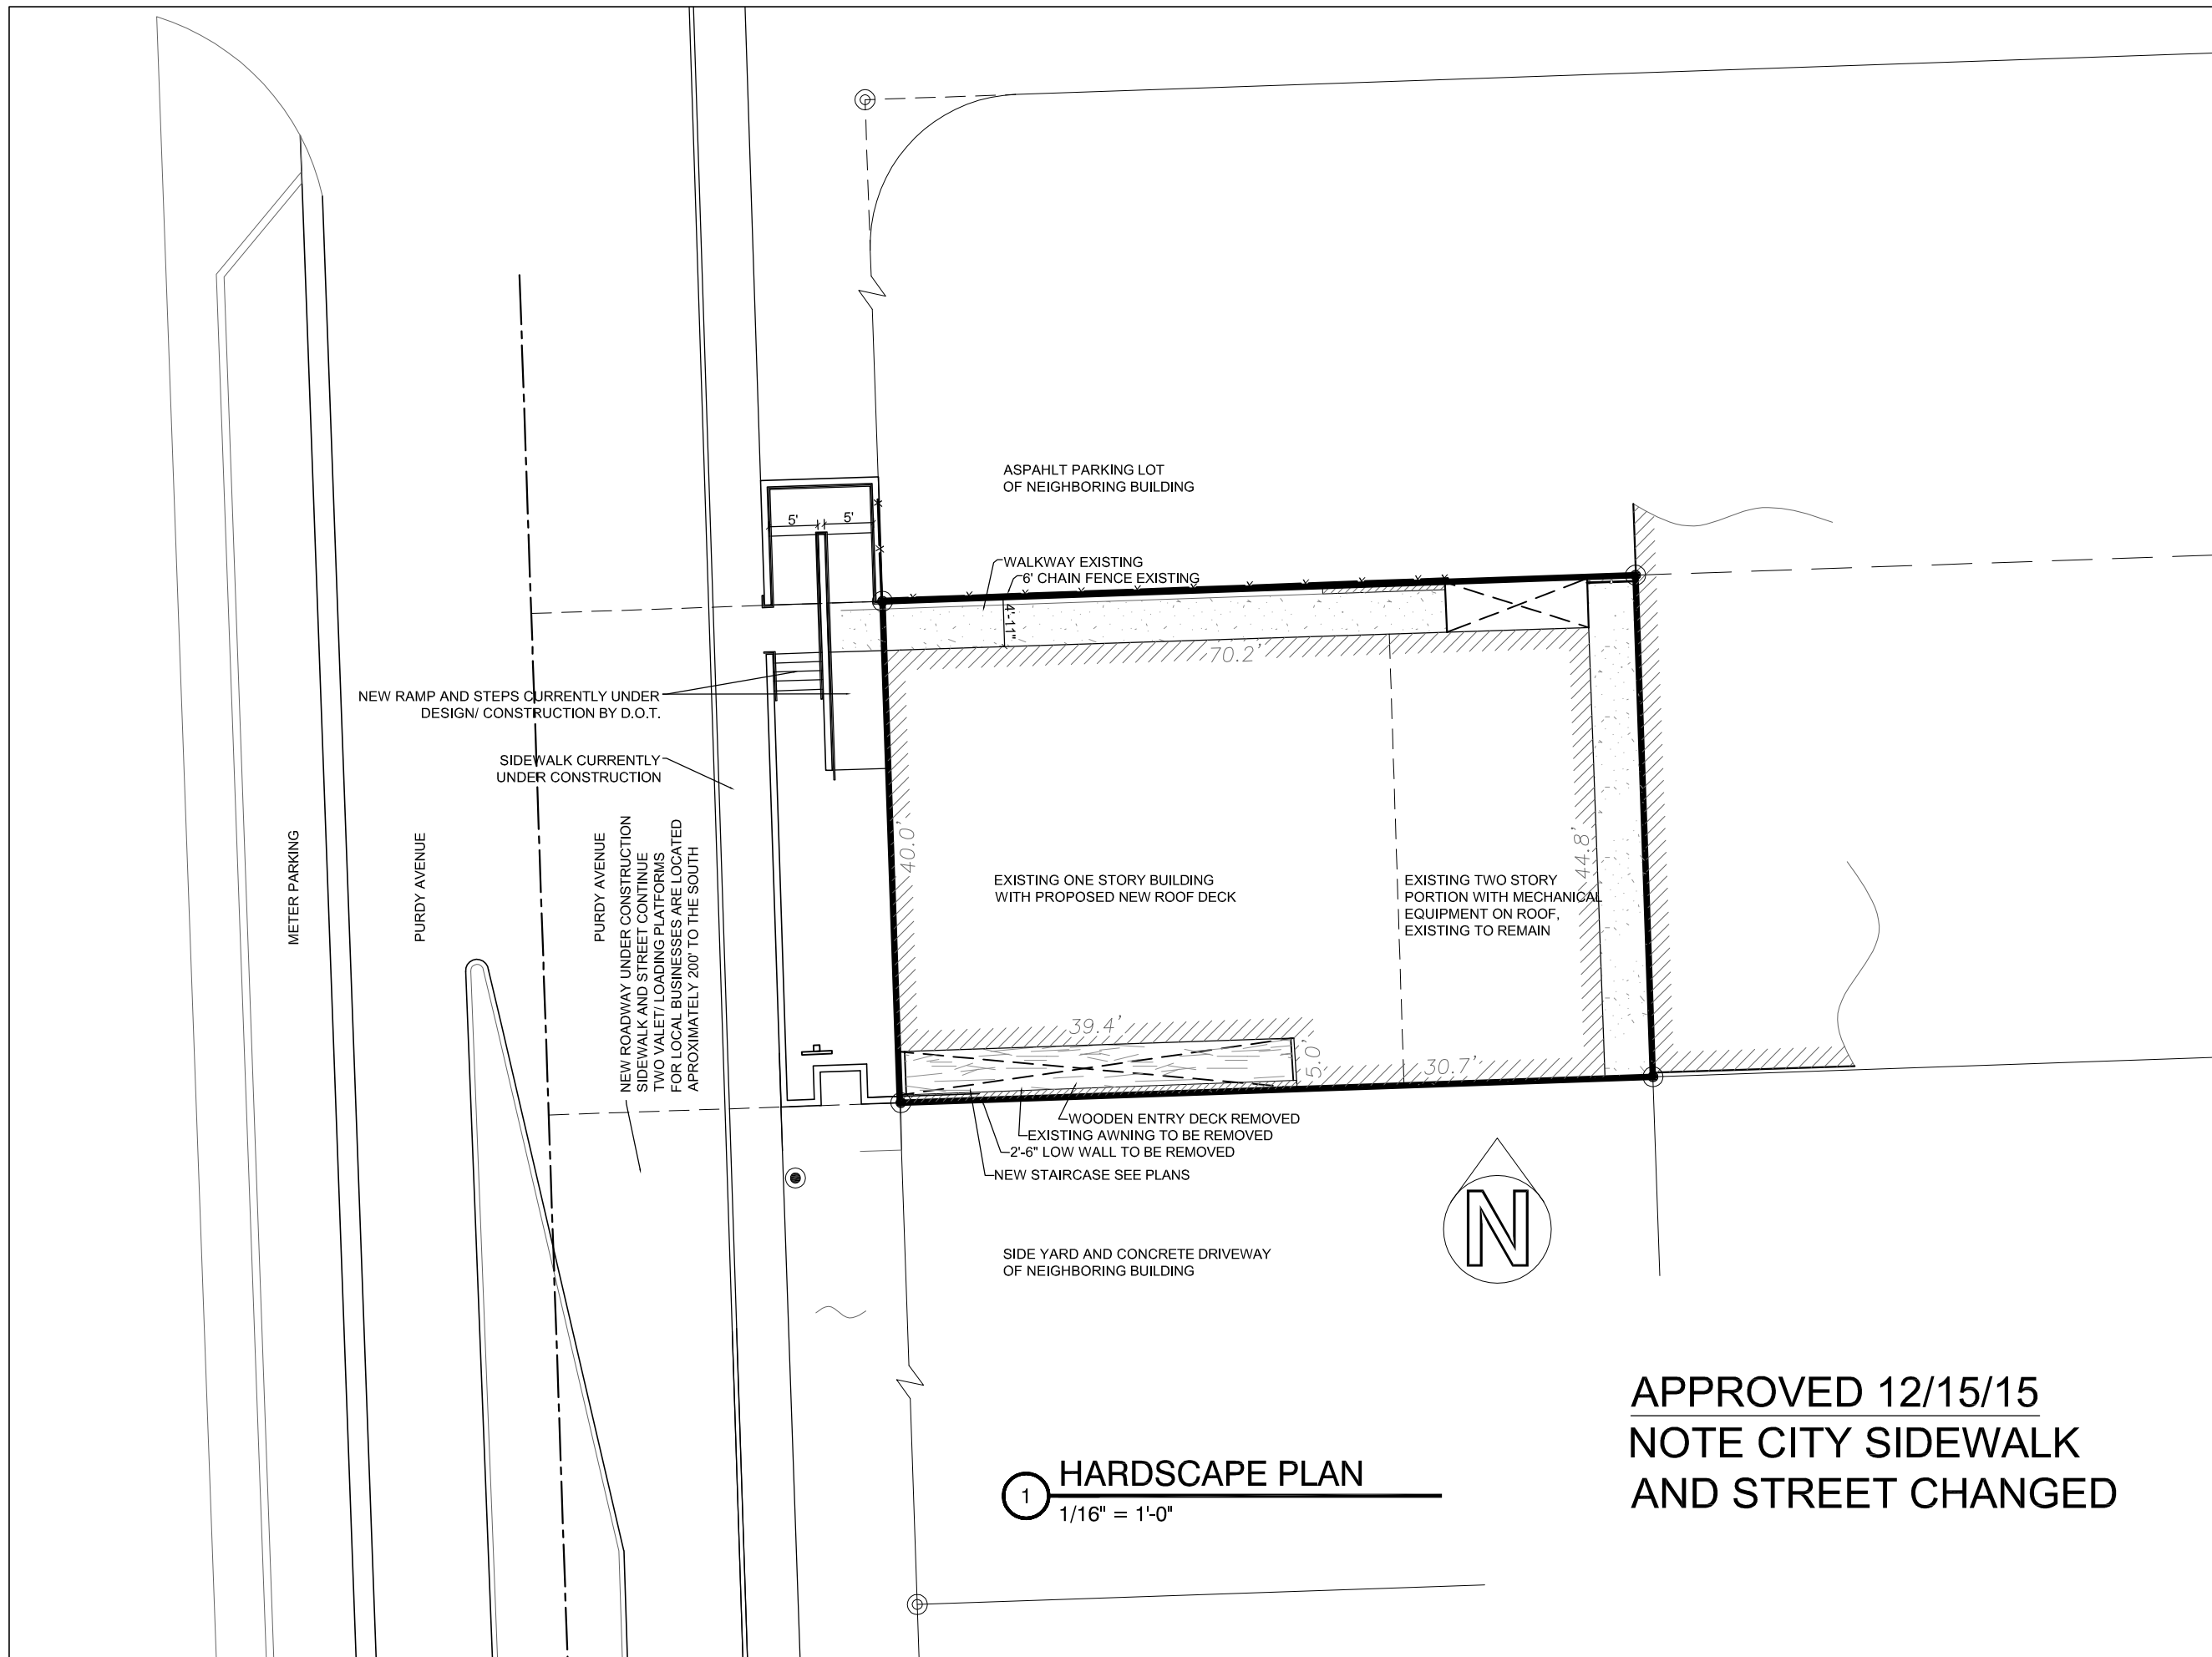 ASPAHLT PARKING LOT
OF NEIGHBORING BUILDING
5'
5'
WALKWAY EXISTING
6' CHAIN FENCE EXISTING
4'-11"
70.2'
NEW RAMP AND STEPS CURRENTLY UNDER
DESIGN/ CONSTRUCTION BY D.O.T.
SIDEWALK CURRENTLY
UNDER CONSTRUCTION
METER PARKING
PURDY AVENUE
PURDY AVENUE
NEW ROADWAY UNDER CONSTRUCTION
SIDEWALK AND STREET CONTINUE
TWO VALET/ LOADING PLATFORMS
FOR LOCAL BUSINESSES ARE LOCATED
APROXIMATELY 200' TO THE SOUTH
40.0'
44.8'
EXISTING ONE STORY BUILDING
WITH PROPOSED NEW ROOF DECK
EXISTING TWO STORY
PORTION WITH MECHANICAL
EQUIPMENT ON ROOF,
EXISTING TO REMAIN
39.4'
5.0'
30.7'
WOODEN ENTRY DECK REMOVED
EXISTING AWNING TO BE REMOVED
2'-6" LOW WALL TO BE REMOVED
NEW STAIRCASE SEE PLANS
N
SIDE YARD AND CONCRETE DRIVEWAY
OF NEIGHBORING BUILDING
1
HARDSCAPE PLAN
1/16" = 1'-0"
APPROVED 12/15/15
NOTE CITY SIDEWALK
AND STREET CHANGED